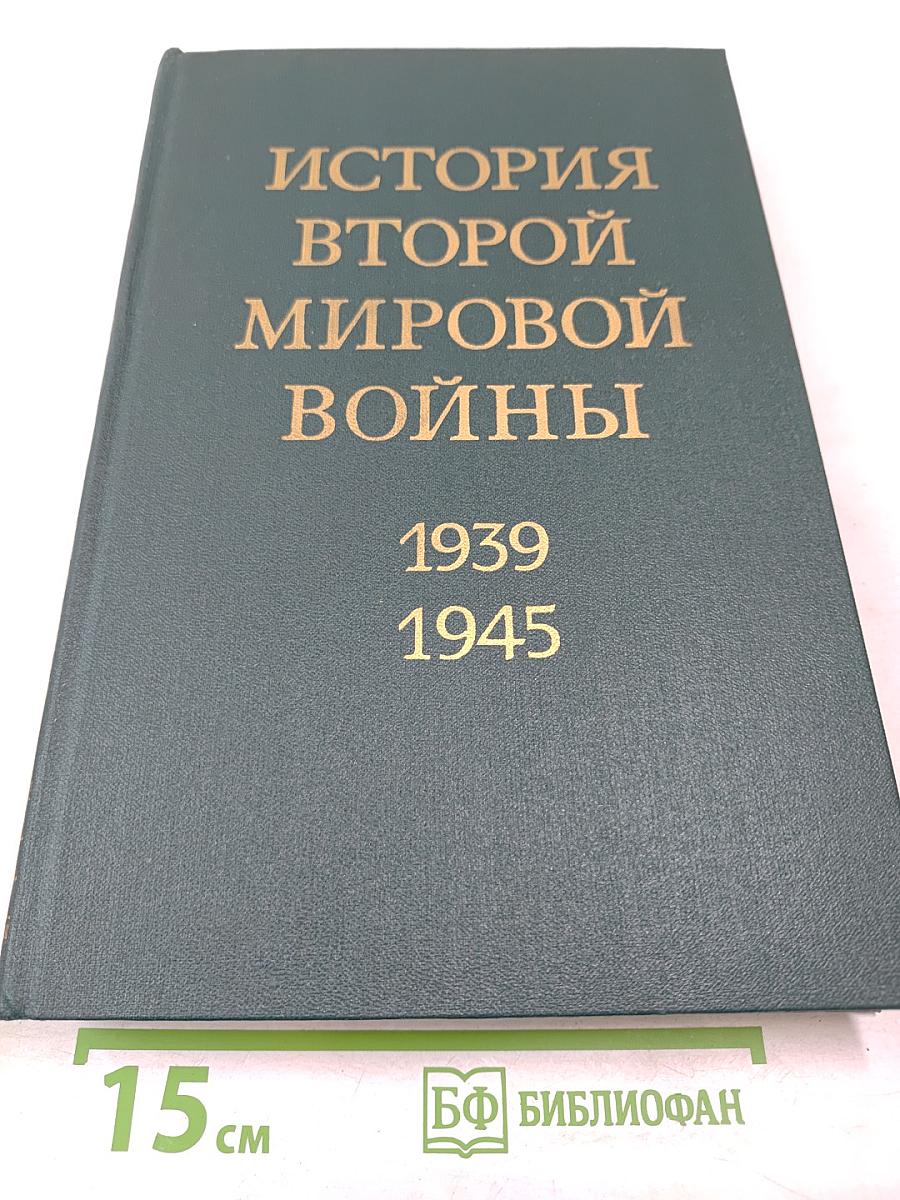 ИСТОРИЯ
ВТОРОЙ
МИРОВОЙ
ВОЙНЫ
1939
1945
15 см
БФ БИБЛИОФАН